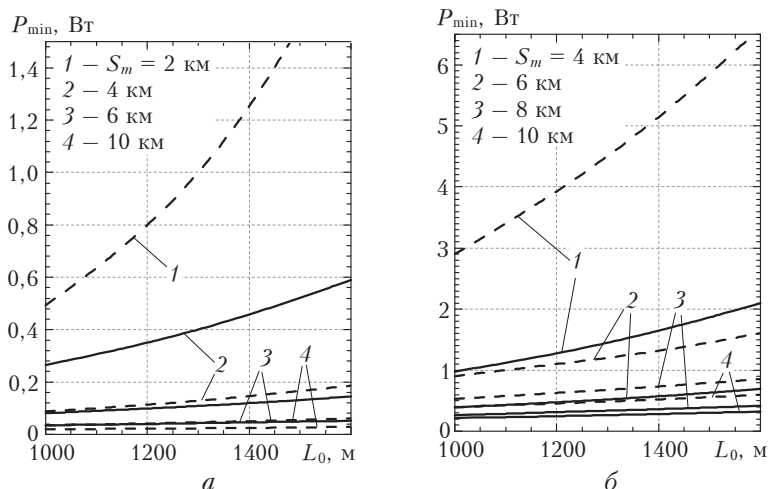 P_min, Вт
1,4
1,2
1,0
0,8
0,6
0,4
0,2
0
1 – S_m = 2 км
2 – 4 км
3 – 6 км
4 – 10 км
1
2
3
4
1000
1200
1400
L_0, м
а
P_min, Вт
6
5
4
3
2
1
0
1 – S_m = 4 км
2 – 6 км
3 – 8 км
4 – 10 км
1
2
3
4
1000
1200
1400
L_0, м
б